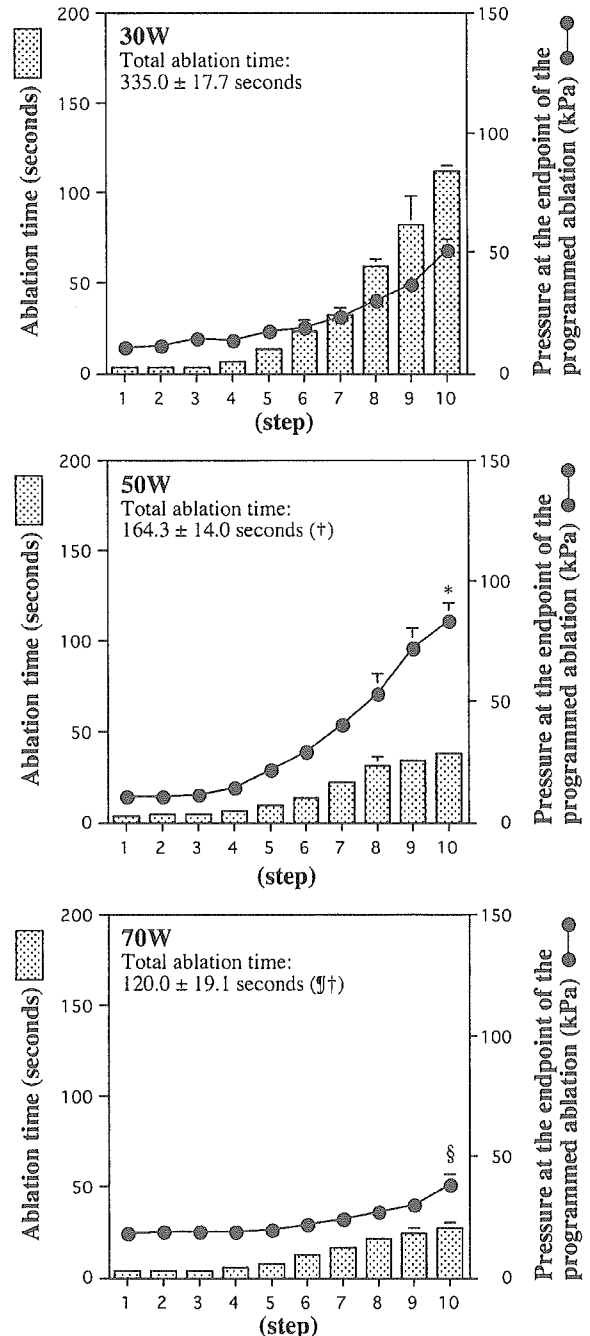 30W
Total ablation time:
335.0 ± 17.7 seconds
Ablation time (seconds)
200
150
100
50
0
150
100
50
0
Pressure at the endpoint of the
programmed ablation (kPa)
1 2 3 4 5 6 7 8 9 10
(step)
50W
Total ablation time:
164.3 ± 14.0 seconds (†)
Ablation time (seconds)
200
150
100
50
0
*
150
100
50
0
Pressure at the endpoint of the
programmed ablation (kPa)
1 2 3 4 5 6 7 8 9 10
(step)
70W
Total ablation time:
120.0 ± 19.1 seconds (¶†)
Ablation time (seconds)
200
150
100
50
0
§
150
100
50
0
Pressure at the endpoint of the
programmed ablation (kPa)
1 2 3 4 5 6 7 8 9 10
(step)